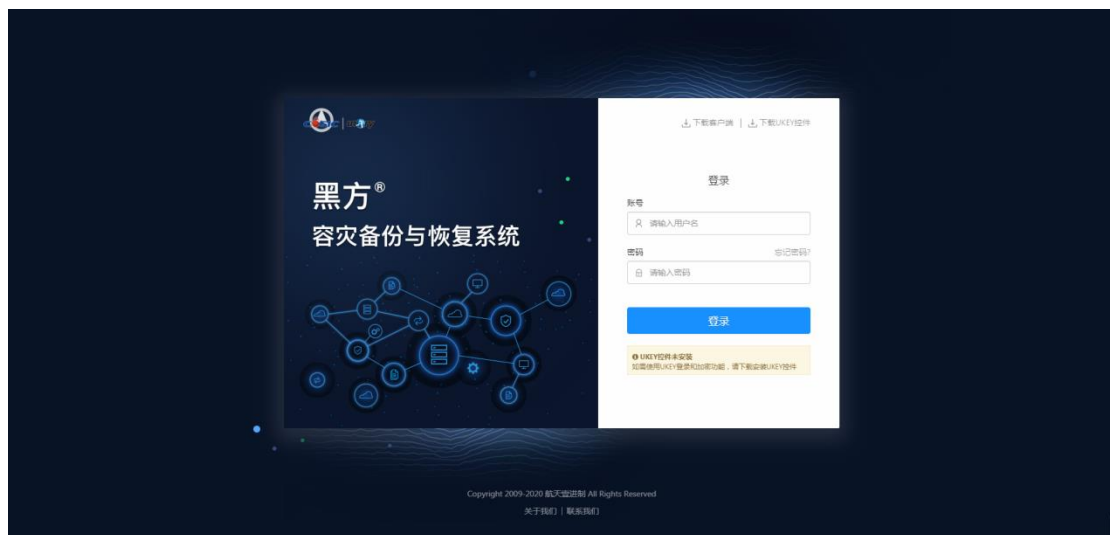 下载客户端 | 下载UKEY控件
黑方®
容灾备份与恢复系统
登录
账号
请输入用户名
密码 忘记密码?
请输入密码
登录
UKEY控件未安装
如需使用UKEY登录和加密功能，请下载安装UKEY控件
Copyright 2009-2020 航天壹进制 All Rights Reserved
关于我们 | 联系我们